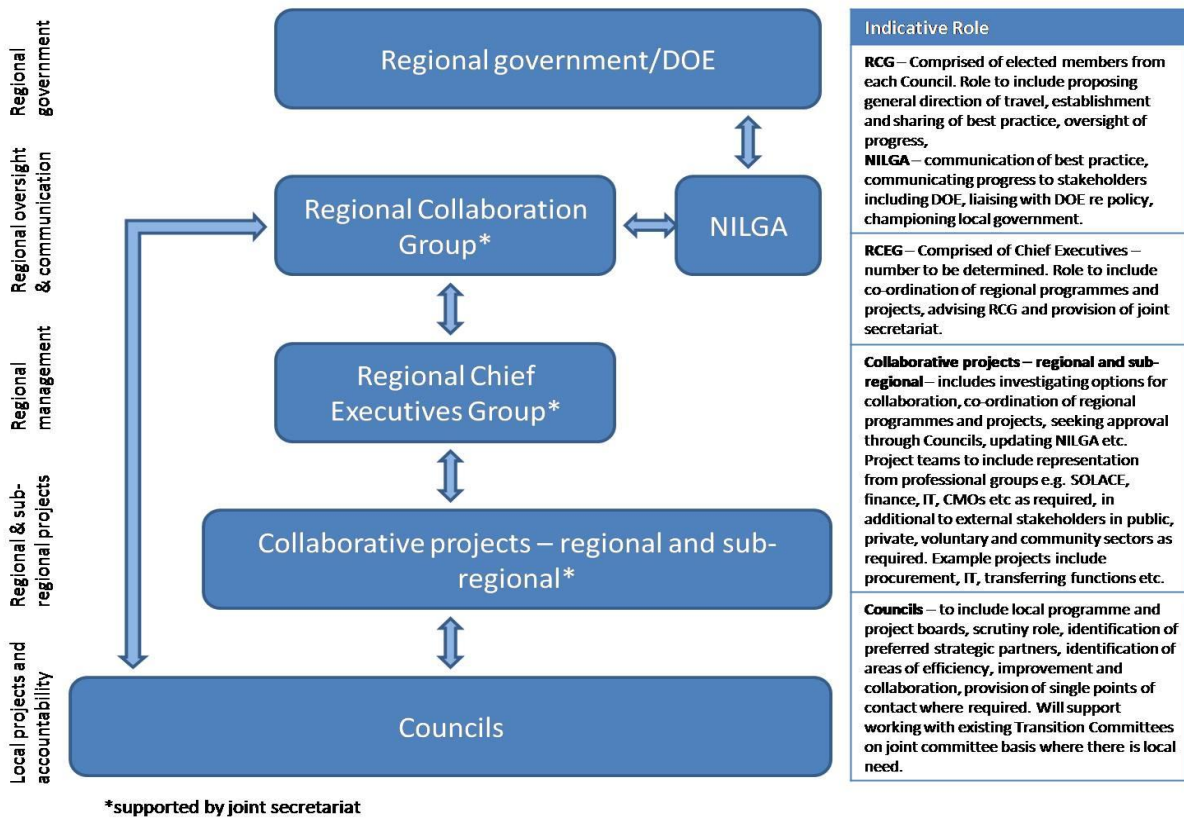 Regional
government
Regional government/DOE
Regional oversight
& communication
Regional Collaboration
Group*
NILGA
Regional
management
Regional Chief
Executives Group*
Regional & sub-
regional projects
Collaborative projects – regional and sub-
regional*
Local projects and
accountability
Councils
*supported by joint secretariat
Indicative Role
RCG – Comprised of elected members from
each Council. Role to include proposing
general direction of travel, establishment
and sharing of best practice, oversight of
progress,
NILGA – communication of best practice,
communicating progress to stakeholders
including DOE, liaising with DOE re policy,
championing local government.
RCEG – Comprised of Chief Executives –
number to be determined. Role to include
co-ordination of regional programmes and
projects, advising RCG and provision of joint
secretariat.
Collaborative projects – regional and sub-
regional – includes investigating options for
collaboration, co-ordination of regional
programmes and projects, seeking approval
through Councils, updating NILGA etc.
Project teams to include representation
from professional groups e.g. SOLACE,
finance, IT, CMOs etc as required, in
additional to external stakeholders in public,
private, voluntary and community sectors as
required. Example projects include
procurement, IT, transferring functions etc.
Councils – to include local programme and
project boards, scrutiny role, identification of
preferred strategic partners, identification of
areas of efficiency, improvement and
collaboration, provision of single points of
contact where required. Will support
working with existing Transition Committees
on joint committee basis where there is local
need.